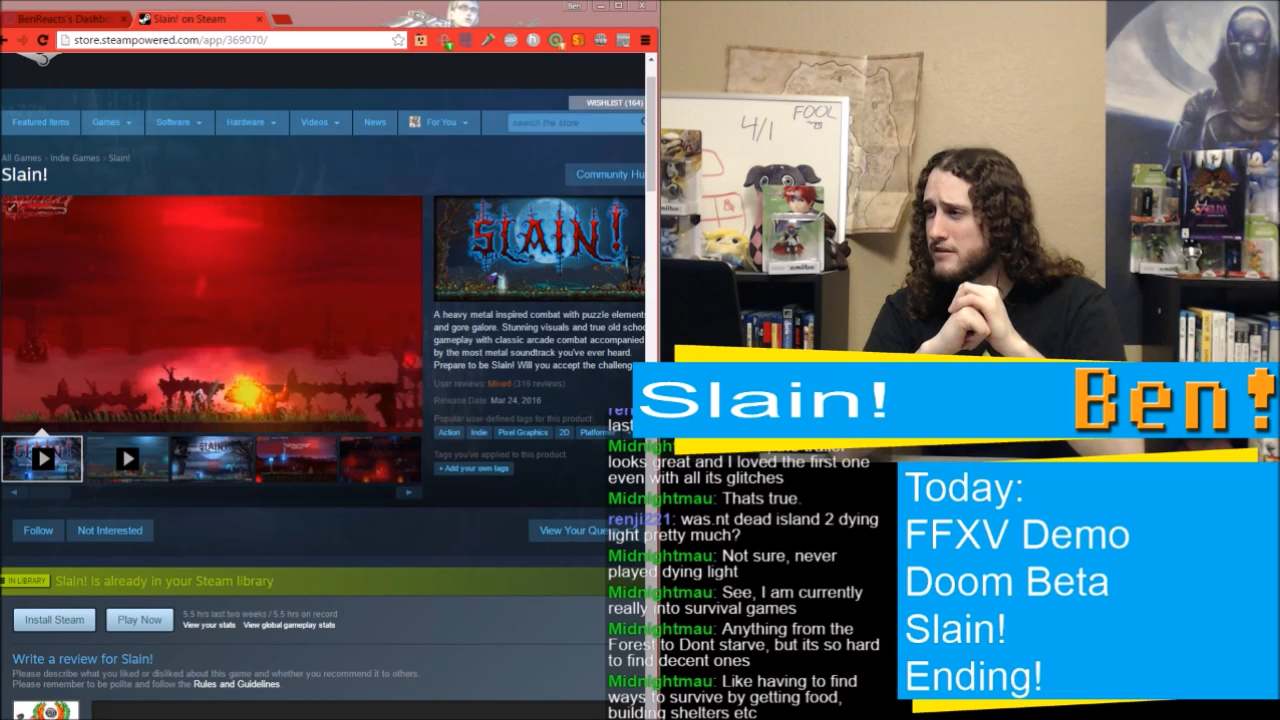 BenReacts's Dashb
Slain! on Steam
Ben
store.steampowered.com/app/369070/
WISHLIST (164)
Featured Items
Games
Software
Hardware
Videos
News
For You
search the store
All Games › Indie Games › Slain!
Slain!
Community Hu
SLAIN!
A heavy metal inspired combat with puzzle element
and gore galore. Stunning visuals and true old schoo
gameplay with classic arcade combat accompanied
by the most metal soundtrack you've ever heard.
Prepare to be Slain! Will you accept the challeng
User reviews: Mixed (316 reviews)
Release Date: Mar 24, 2016
Popular user-defined tags for this product:
Action
Indie
Pixel Graphics
2D
Platform
Tags you've applied to this product:
+ Add your own tags
Follow
Not Interested
View Your Que
IN LIBRARY
Slain! is already in your Steam library
Install Steam
Play Now
5.5 hrs last two weeks / 5.5 hrs on record
View your stats
View global gameplay stats
Write a review for Slain!
Please describe what you liked or disliked about this game and whether you recommend it to others.
Please remember to be polite and follow the Rules and Guidelines.
4/1
FOOL
amiibo
ZELDA
Slain!
Ben!
last
looks great and I loved the first one
even with all its glitches
Midnightmau: Thats true.
renji221: was.nt dead island 2 dying
light pretty much?
Midnightmau: Not sure, never
played dying light
Midnightmau: See, I am currently
really into survival games
Midnightmau: Anything from the
Forest to Dont starve, but its so hard
to find decent ones
Midnightmau: Like having to find
ways to survive by getting food,
building shelters etc
Today:
FFXV Demo
Doom Beta
Slain!
Ending!